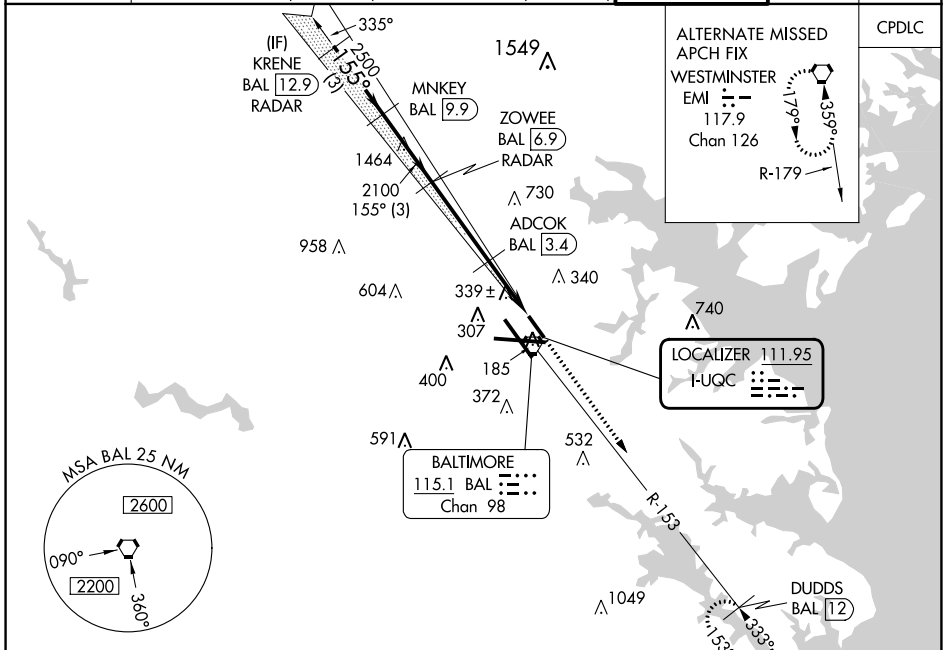 335°
2500
155°
(3)
(IF)
KRENE
BAL 12.9
RADAR
1549
MNKEY
BAL 9.9
ZOWEE
BAL 6.9
RADAR
1464
2100
155° (3)
730
ADCOK
BAL 3.4
958
604
339±
340
307
185
400
372
591
532
740
ALTERNATE MISSED
APCH FIX
WESTMINSTER
EMI
117.9
Chan 126
179°
359°
R-179
CPDLC
LOCALIZER 111.95
I-UQC
BALTIMORE
115.1 BAL
Chan 98
MSA BAL 25 NM
2600
090°
2200
360°
R-153
1049
DUDDS
BAL 12
333°
153°